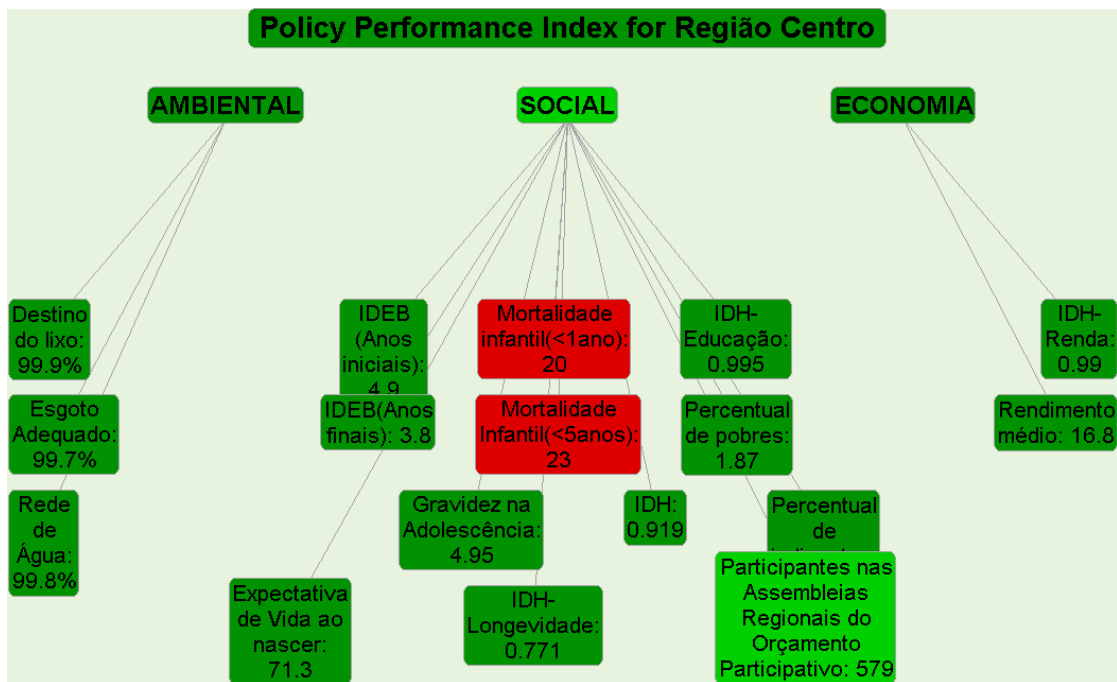 Policy Performance Index for Região Centro
AMBIENTAL
SOCIAL
ECONOMIA
Destino
do lixo:
99.9%
IDEB
(Anos
iniciais):
4.9
Mortalidade
infantil(<1ano):
20
IDH-
Educação:
0.995
IDH-
Renda:
0.99
Esgoto
Adequado:
99.7%
IDEB(Anos
finais): 3.8
Mortalidade
Infantil(<5anos):
23
Percentual
de pobres:
1.87
Rendimento
médio: 16.8
Rede
de
Água:
99.8%
Gravidez na
Adolescência:
4.95
IDH:
0.919
Percentual
de
Expectativa
de Vida ao
nascer:
71.3
IDH-
Longevidade:
0.771
Participantes nas
Assembleias
Regionais do
Orçamento
Participativo: 579